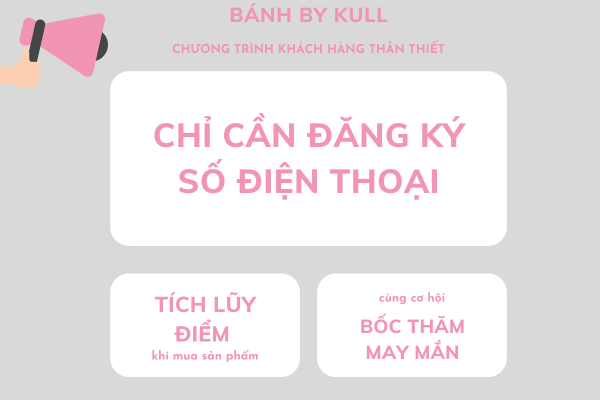 BÁNH BY KULL
CHƯƠNG TRÌNH KHÁCH HÀNG THÂN THIẾT
CHỈ CẦN ĐĂNG KÝ
SỐ ĐIỆN THOẠI
TÍCH LŨY
ĐIỂM
khi mua sản phẩm
cùng cơ hội
BỐC THĂM
MAY MẮN